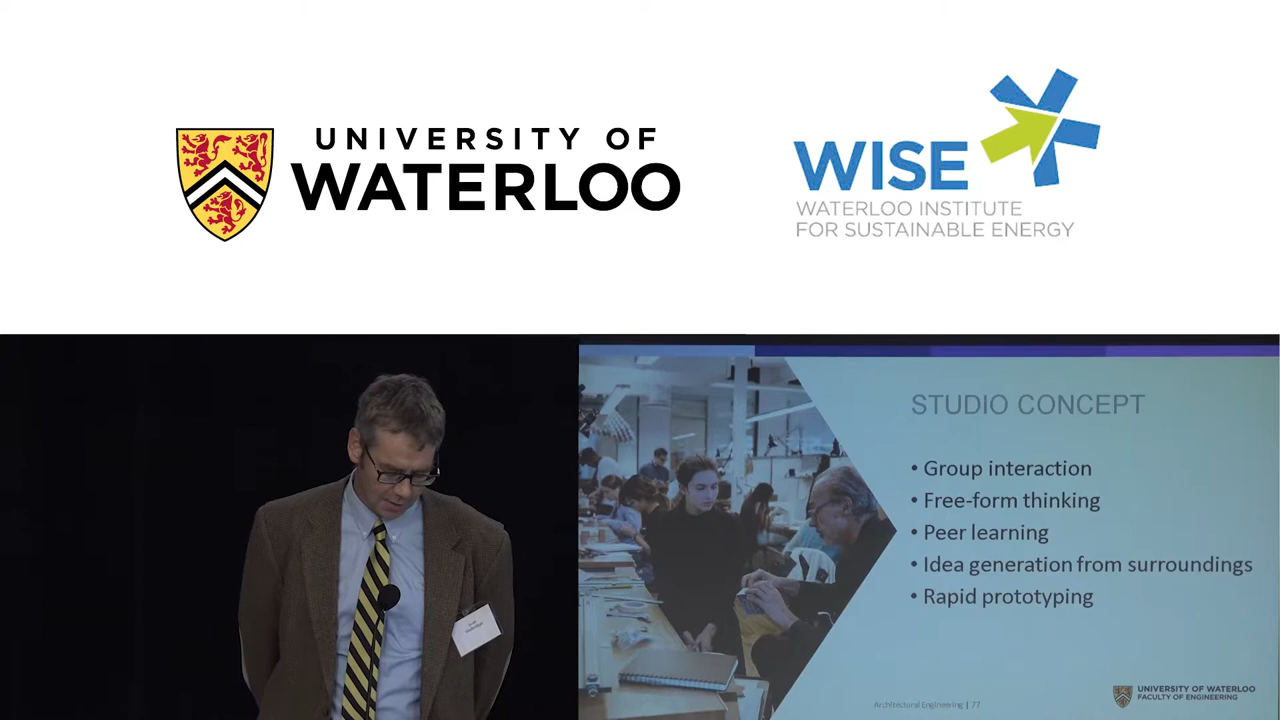 UNIVERSITY OF
WATERLOO
WISE
WATERLOO INSTITUTE
FOR SUSTAINABLE ENERGY
STUDIO CONCEPT
• Group interaction
• Free-form thinking
• Peer learning
• Idea generation from surroundings
• Rapid prototyping
Architectural Engineering | 77
UNIVERSITY OF WATERLOO
FACULTY OF ENGINEERING